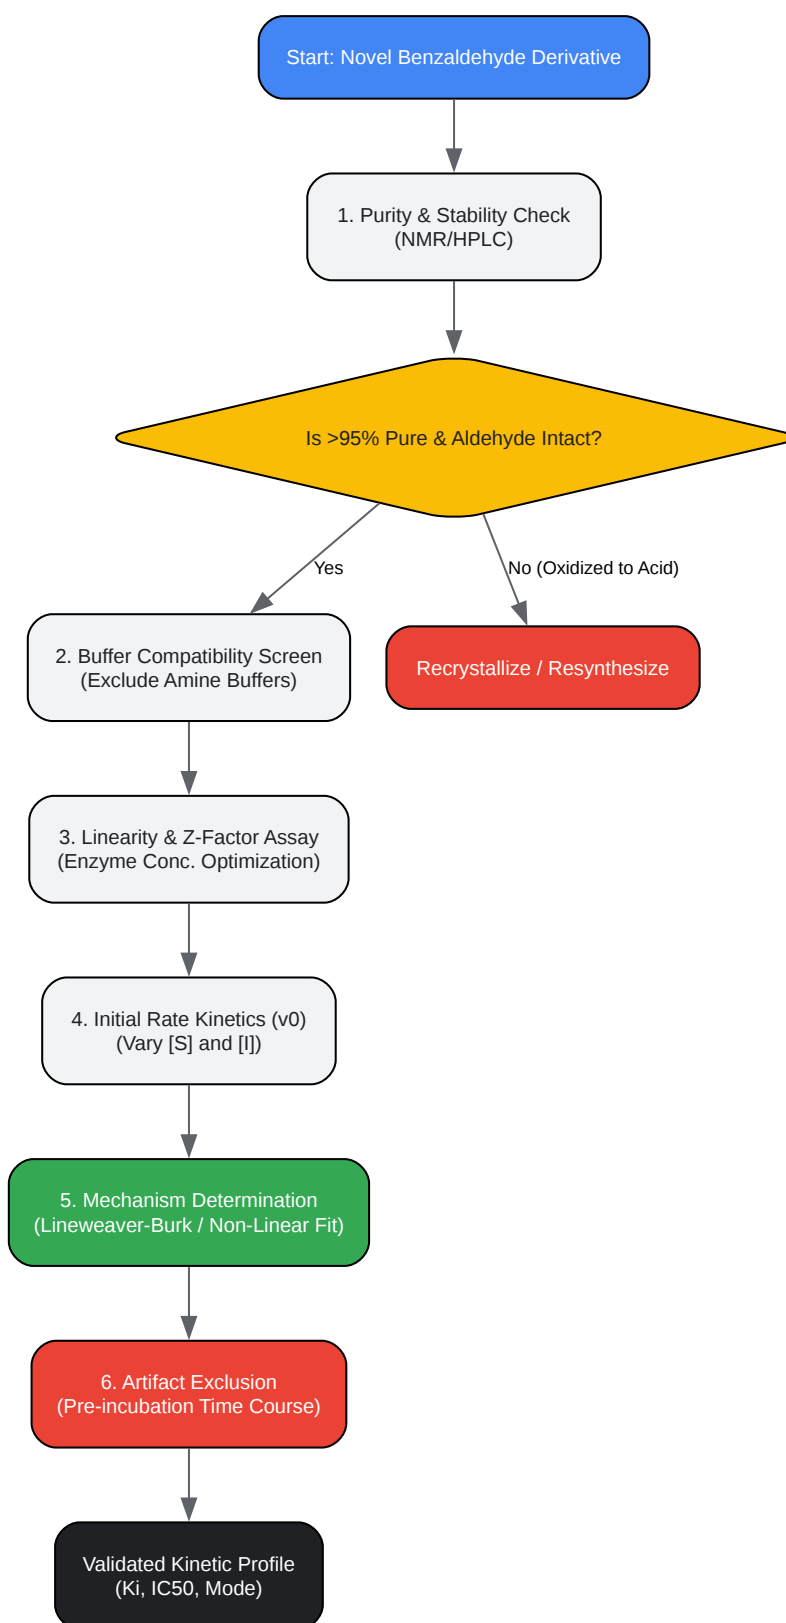 Start: Novel Benzaldehyde Derivative
1. Purity & Stability Check
(NMR/HPLC)
Is >95% Pure & Aldehyde Intact?
Yes
No (Oxidized to Acid)
2. Buffer Compatibility Screen
(Exclude Amine Buffers)
Recrystallize / Resynthesize
3. Linearity & Z-Factor Assay
(Enzyme Conc. Optimization)
4. Initial Rate Kinetics (v0)
(Vary [S] and [I])
5. Mechanism Determination
(Lineweaver-Burk / Non-Linear Fit)
6. Artifact Exclusion
(Pre-incubation Time Course)
Validated Kinetic Profile
(Ki, IC50, Mode)